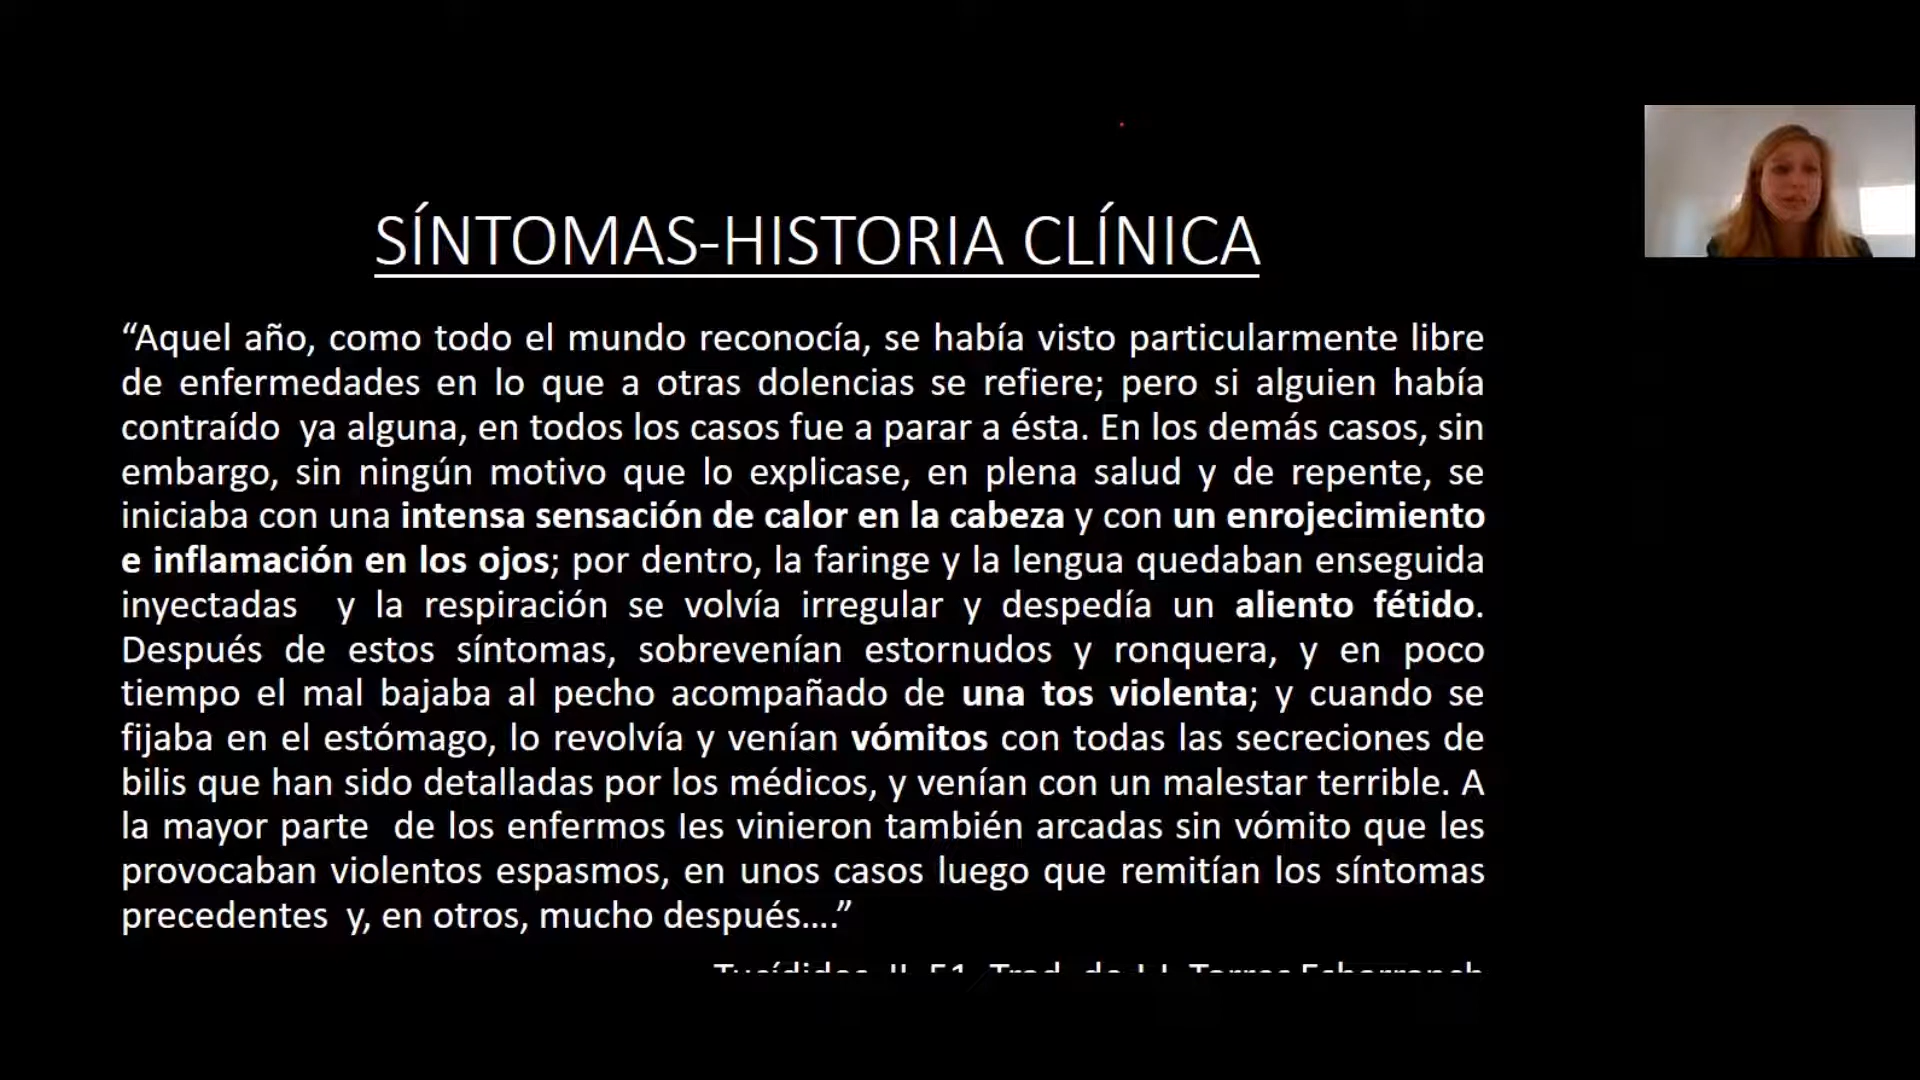 SÍNTOMAS-HISTORIA CLÍNICA
“Aquel año, como todo el mundo reconocía, se había visto particularmente libre
de enfermedades en lo que a otras dolencias se refiere; pero si alguien había
contraído ya alguna, en todos los casos fue a parar a ésta. En los demás casos, sin
embargo, sin ningún motivo que lo explicase, en plena salud y de repente, se
iniciaba con una intensa sensación de calor en la cabeza y con un enrojecimiento
e inflamación en los ojos; por dentro, la faringe y la lengua quedaban enseguida
inyectadas y la respiración se volvía irregular y despedía un aliento fétido.
Después de estos síntomas, sobrevenían estornudos y ronquera, y en poco
tiempo el mal bajaba al pecho acompañado de una tos violenta; y cuando se
fijaba en el estómago, lo revolvía y venían vómitos con todas las secreciones de
bilis que han sido detalladas por los médicos, y venían con un malestar terrible. A
la mayor parte de los enfermos les vinieron también arcadas sin vómito que les
provocaban violentos espasmos, en unos casos luego que remitían los síntomas
precedentes y, en otros, mucho después....”
Tucídides, II, 51. Trad. de J.J. Torres Esbarranch